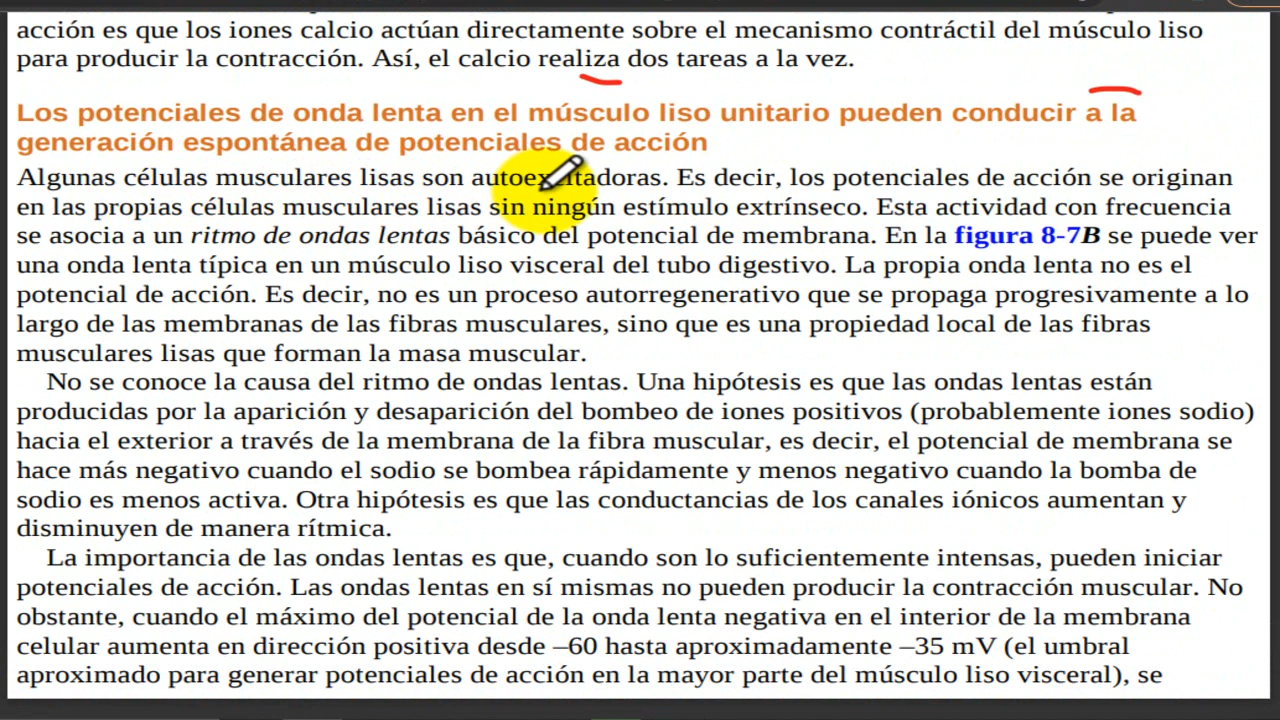 acción es que los iones calcio actúan directamente sobre el mecanismo contráctil del músculo liso
para producir la contracción. Así, el calcio realiza dos tareas a la vez.
Los potenciales de onda lenta en el músculo liso unitario pueden conducir a la
generación espontánea de potenciales de acción
Algunas células musculares lisas son autoexcitadoras. Es decir, los potenciales de acción se originan
en las propias células musculares lisas sin ningún estímulo extrínseco. Esta actividad con frecuencia
se asocia a un ritmo de ondas lentas básico del potencial de membrana. En la figura 8-7B se puede ver
una onda lenta típica en un músculo liso visceral del tubo digestivo. La propia onda lenta no es el
potencial de acción. Es decir, no es un proceso autorregenerativo que se propaga progresivamente a lo
largo de las membranas de las fibras musculares, sino que es una propiedad local de las fibras
musculares lisas que forman la masa muscular.
No se conoce la causa del ritmo de ondas lentas. Una hipótesis es que las ondas lentas están
producidas por la aparición y desaparición del bombeo de iones positivos (probablemente iones sodio)
hacia el exterior a través de la membrana de la fibra muscular, es decir, el potencial de membrana se
hace más negativo cuando el sodio se bombea rápidamente y menos negativo cuando la bomba de
sodio es menos activa. Otra hipótesis es que las conductancias de los canales iónicos aumentan y
disminuyen de manera rítmica.
La importancia de las ondas lentas es que, cuando son lo suficientemente intensas, pueden iniciar
potenciales de acción. Las ondas lentas en sí mismas no pueden producir la contracción muscular. No
obstante, cuando el máximo del potencial de la onda lenta negativa en el interior de la membrana
celular aumenta en dirección positiva desde –60 hasta aproximadamente –35 mV (el umbral
aproximado para generar potenciales de acción en la mayor parte del músculo liso visceral), se